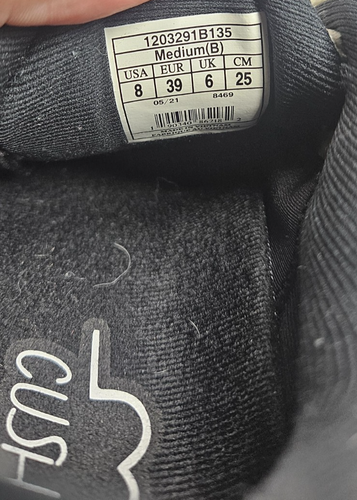 1203291B135
Medium(B)
USA EUR UK CM
8 39 6 25
05/21 8469
CUSH